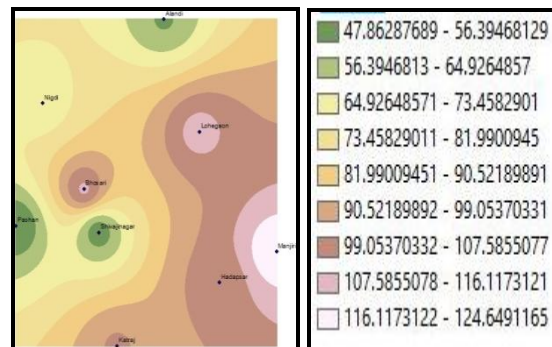 Alandi
Nigdi
Lohegaon
Bhosari
Pashan
Shivajinagar
Manjri
Hadapsar
Katraj
47.86287689 - 56.39468129
56.3946813 - 64.9264857
64.92648571 - 73.4582901
73.45829011 - 81.9900945
81.99009451 - 90.52189891
90.52189892 - 99.05370331
99.05370332 - 107.5855077
107.5855078 - 116.1173121
116.1173122 - 124.6491165